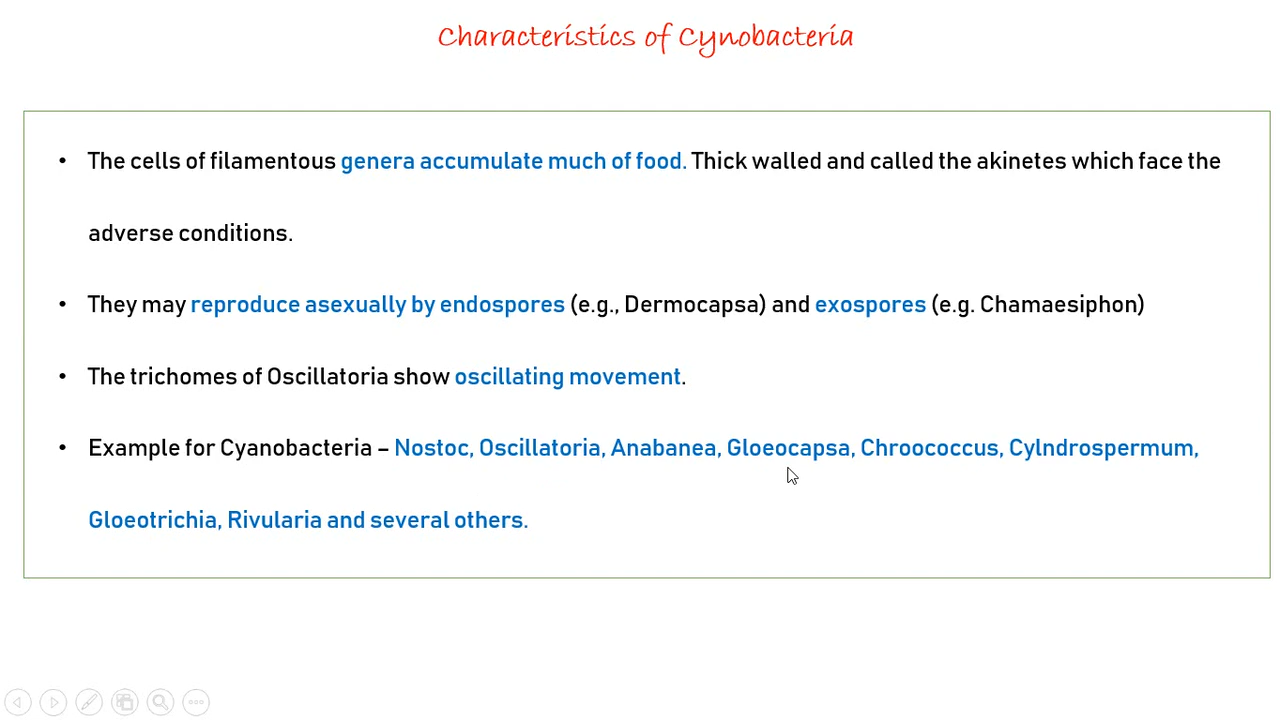 Characteristics of Cynobacteria
• The cells of filamentous genera accumulate much of food. Thick walled and called the akinetes which face the
adverse conditions.
• They may reproduce asexually by endospores (e.g., Dermocapsa) and exospores (e.g. Chamaesiphon)
• The trichomes of Oscillatoria show oscillating movement.
• Example for Cyanobacteria – Nostoc, Oscillatoria, Anabanea, Gloeocapsa, Chroococcus, Cylndrospermum,
Gloeotrichia, Rivularia and several others.